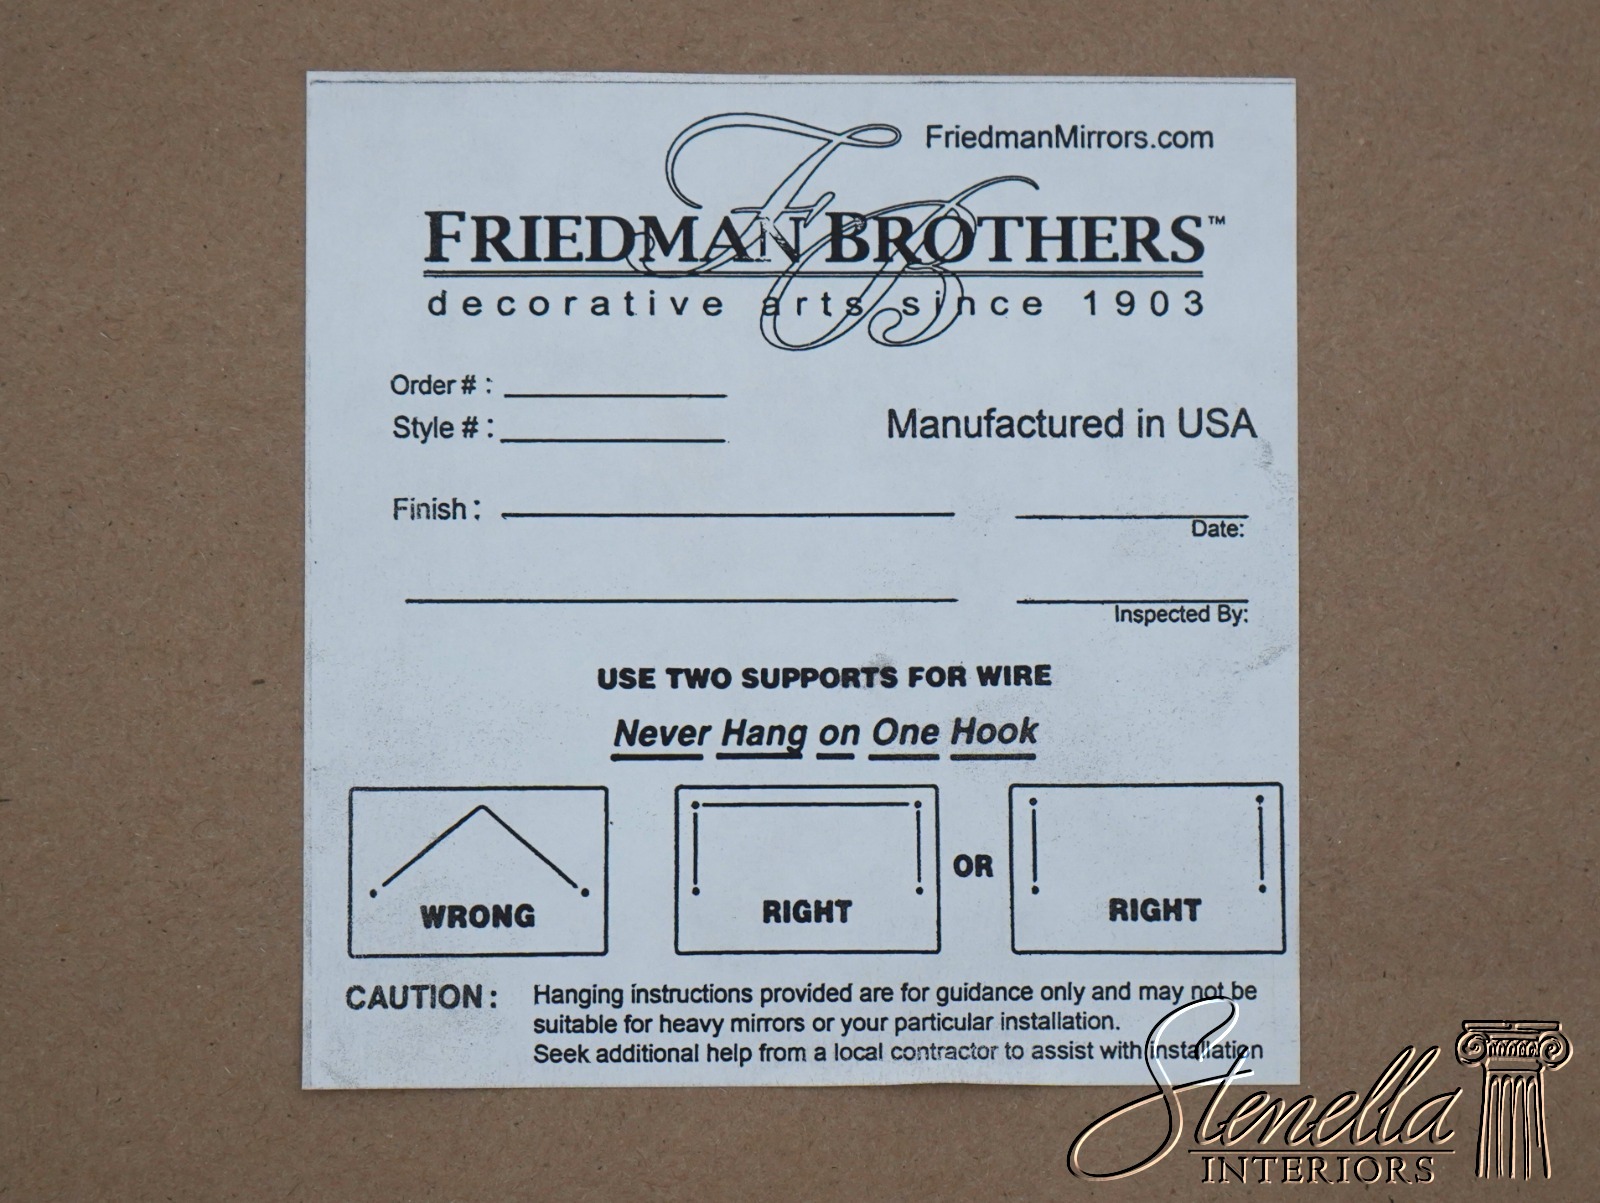 FriedmanMirrors.com
FB
FRIEDMAN BROTHERS™
decorative arts since 1903
Order # :
Style # :
Manufactured in USA
Finish :
Date:
Inspected By:
USE TWO SUPPORTS FOR WIRE
Never Hang on One Hook
WRONG
RIGHT
OR
RIGHT
CAUTION : Hanging instructions provided are for guidance only and may not be
suitable for heavy mirrors or your particular installation.
Seek additional help from a local contractor to assist with installation
Stenella
INTERIORS